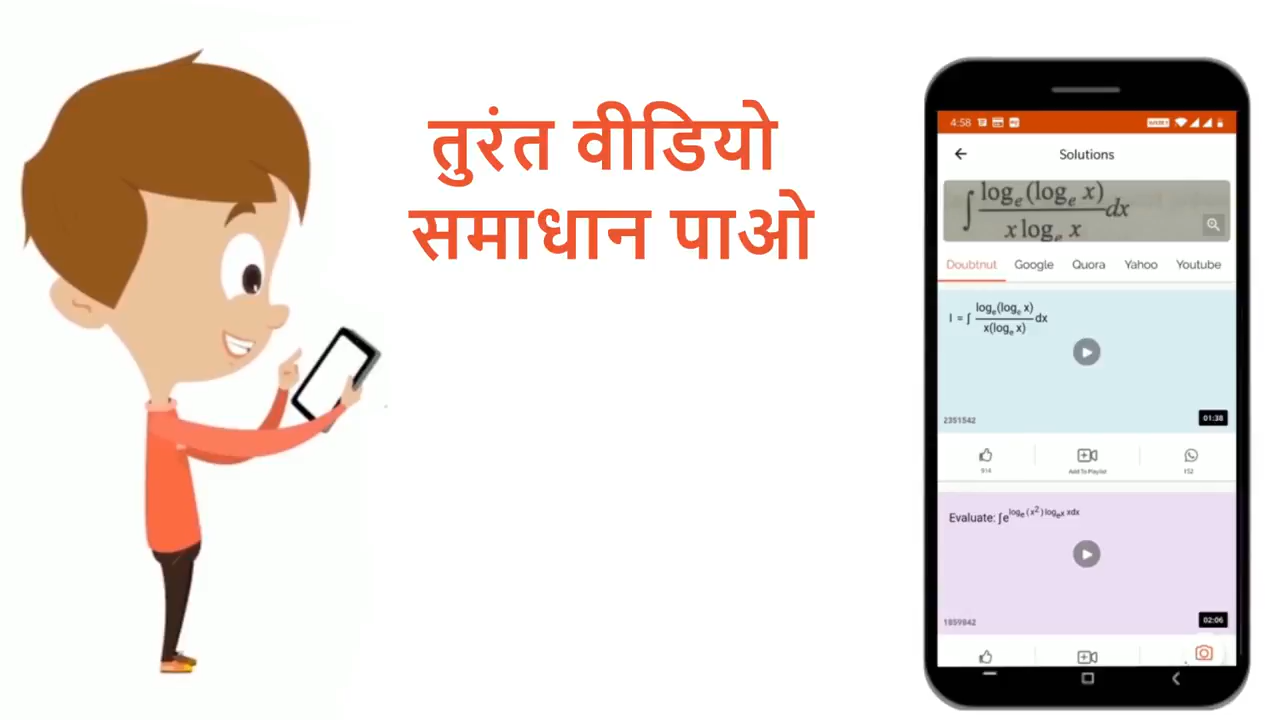 तुरंत वीडियो
समाधान पाओ
4:58
Solutions
∫ logₑ(logₑ x) / x logₑ x dx
Doubtnut Google Quora Yahoo Youtube
I = ∫ logₑ(logₑ x) / x(logₑ x) dx
2351542 01:38
914 Add To Playlist 152
Evaluate: ∫e^logₑ(x²)logₑx xdx
1859842 02:06